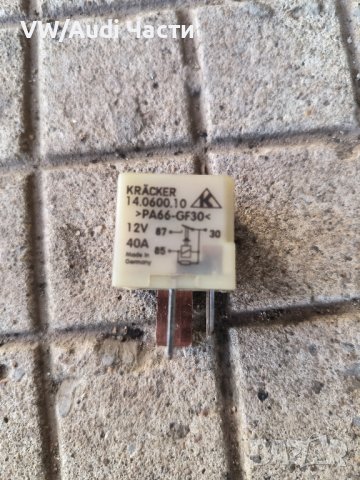 VW/Audi Части
KRÄCKER
14.0600.10
>PA66-GF30<
12V
87
30
40A
85
Made in
Germany